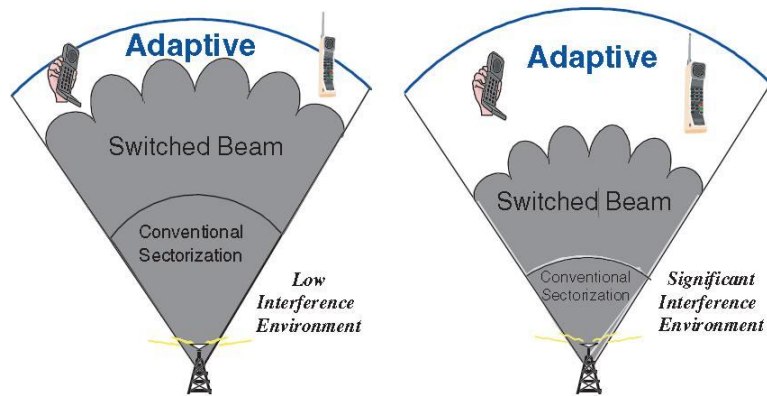 Adaptive
Switched Beam
Conventional
Sectorization
Low
Interference
Environment
Adaptive
Switched Beam
Conventional
Sectorization
Significant
Interference
Environment